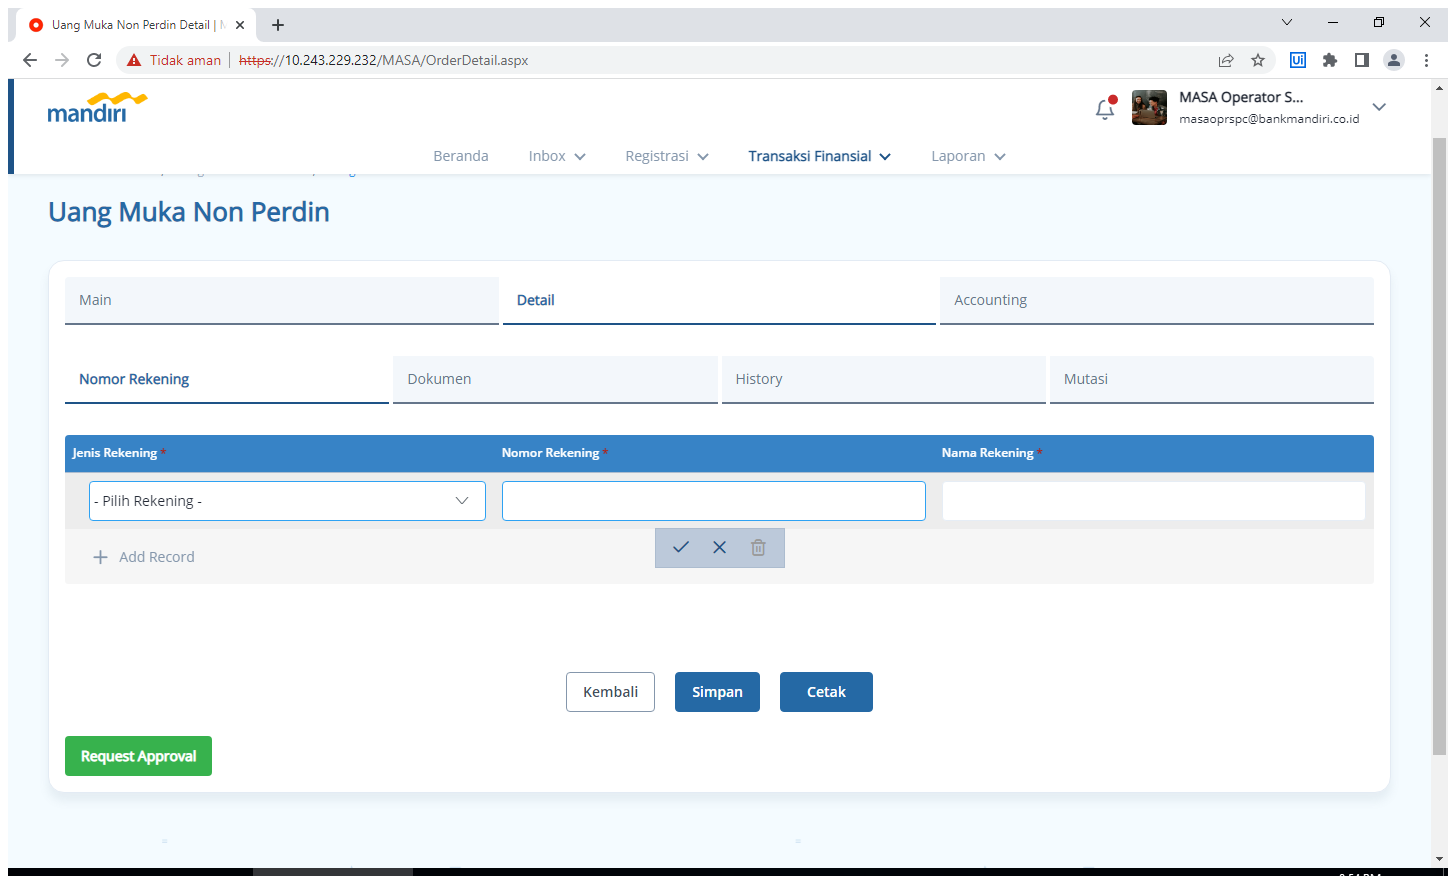 Uang Muka Non Perdin Detail |
Tidak aman
https://10.243.229.232/MASA/OrderDetail.aspx
Ui
mandiri
MASA Operator S...
masaoprspc@bankmandiri.co.id
Beranda
Inbox
Registrasi
Transaksi Finansial
Laporan
Uang Muka Non Perdin
Main
Detail
Accounting
Nomor Rekening
Dokumen
History
Mutasi
Jenis Rekening *
Nomor Rekening *
Nama Rekening *
- Pilih Rekening -
Add Record
Kembali
Simpan
Cetak
Request Approval